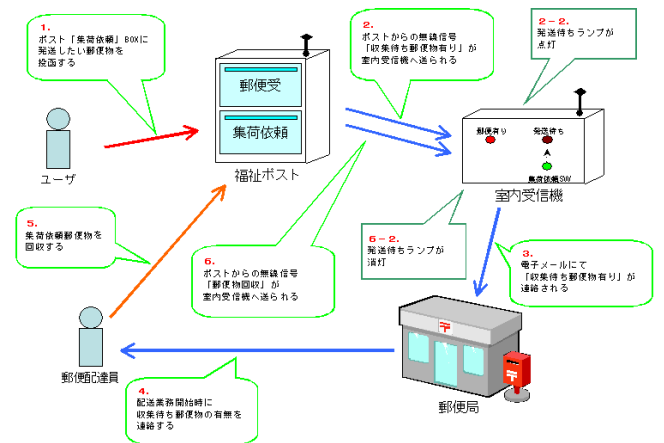 1.
ポスト「集荷依頼」BOXに
発送したい郵便物を
投函する
2.
ポストからの無線信号
「収集待ち郵便物有り」が
室内受信機へ送られる
2-2.
発送待ちランプが
点灯
郵便受
集荷依頼
福祉ポスト
ユーザ
郵便有り
発送待ち
集荷依頼SW
室内受信機
5.
集荷依頼郵便物を
回収する
6.
ポストからの無線信号
「郵便物回収」が
室内受信機へ送られる
6-2.
発送待ちランプが
消灯
3.
電子メールにて
「収集待ち郵便物有り」が
連絡される
郵便配達員
4.
配送業務開始時に
収集待ち郵便物の有無を
連絡する
〒
〒
郵便局